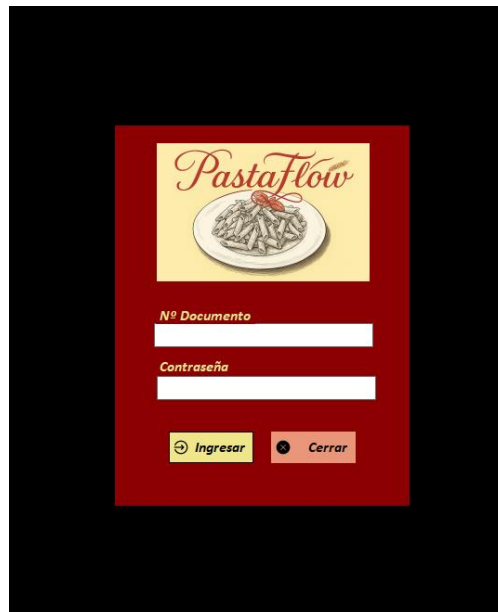 PastaFlow
Nº Documento
Contraseña
Ingresar
Cerrar